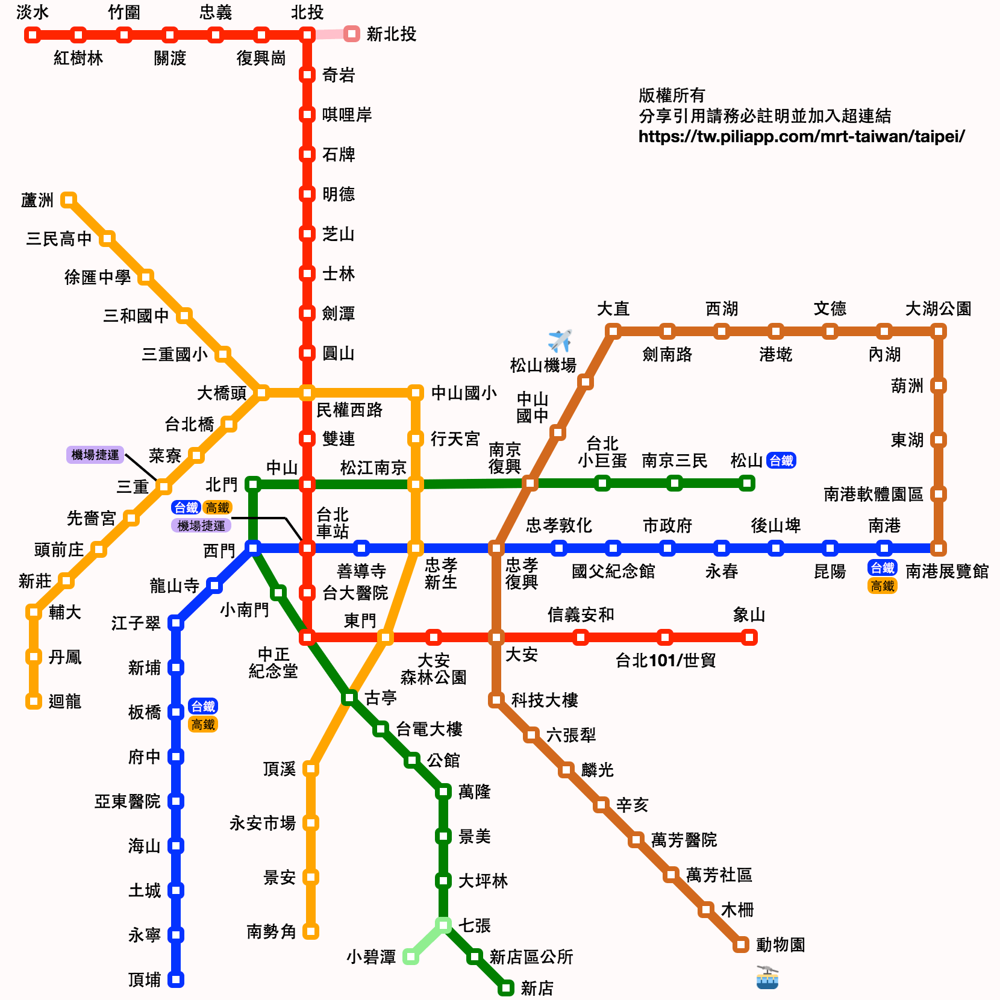 淡水
竹圍
忠義
北投
新北投
紅樹林
關渡
復興崗
奇岩
唭哩岸
石牌
明德
芝山
士林
劍潭
圓山
版權所有
分享引用請務必註明並加入超連結
https://tw.piliapp.com/mrt-taiwan/taipei/
蘆洲
三民高中
徐匯中學
三和國中
三重國小
大橋頭
民權西路
中山國小
台北橋
雙連
行天宮
機場捷運
菜寮
三重
先嗇宮
頭前庄
新莊
輔大
丹鳳
迴龍
中山
松江南京
北門
台鐵
高鐵
機場捷運
台北
車站
西門
善導寺
忠孝
新生
龍山寺
小南門
台大醫院
東門
江子翠
新埔
板橋
台鐵
高鐵
府中
亞東醫院
海山
土城
永寧
頂埔
中正
紀念堂
大安
森林公園
古亭
台電大樓
公館
萬隆
景美
大坪林
七張
小碧潭
新店區公所
新店
頂溪
永安市場
景安
南勢角
大直
西湖
文德
大湖公園
劍南路
港墘
內湖
松山機場
中山
國中
葫洲
東湖
南京
復興
台北
小巨蛋
南京三民
松山
台鐵
南港軟體園區
忠孝敦化
市政府
後山埤
南港
忠孝
復興
國父紀念館
永春
昆陽
台鐵
高鐵
南港展覽館
信義安和
象山
大安
台北101/世貿
科技大樓
六張犁
麟光
辛亥
萬芳醫院
萬芳社區
木柵
動物園